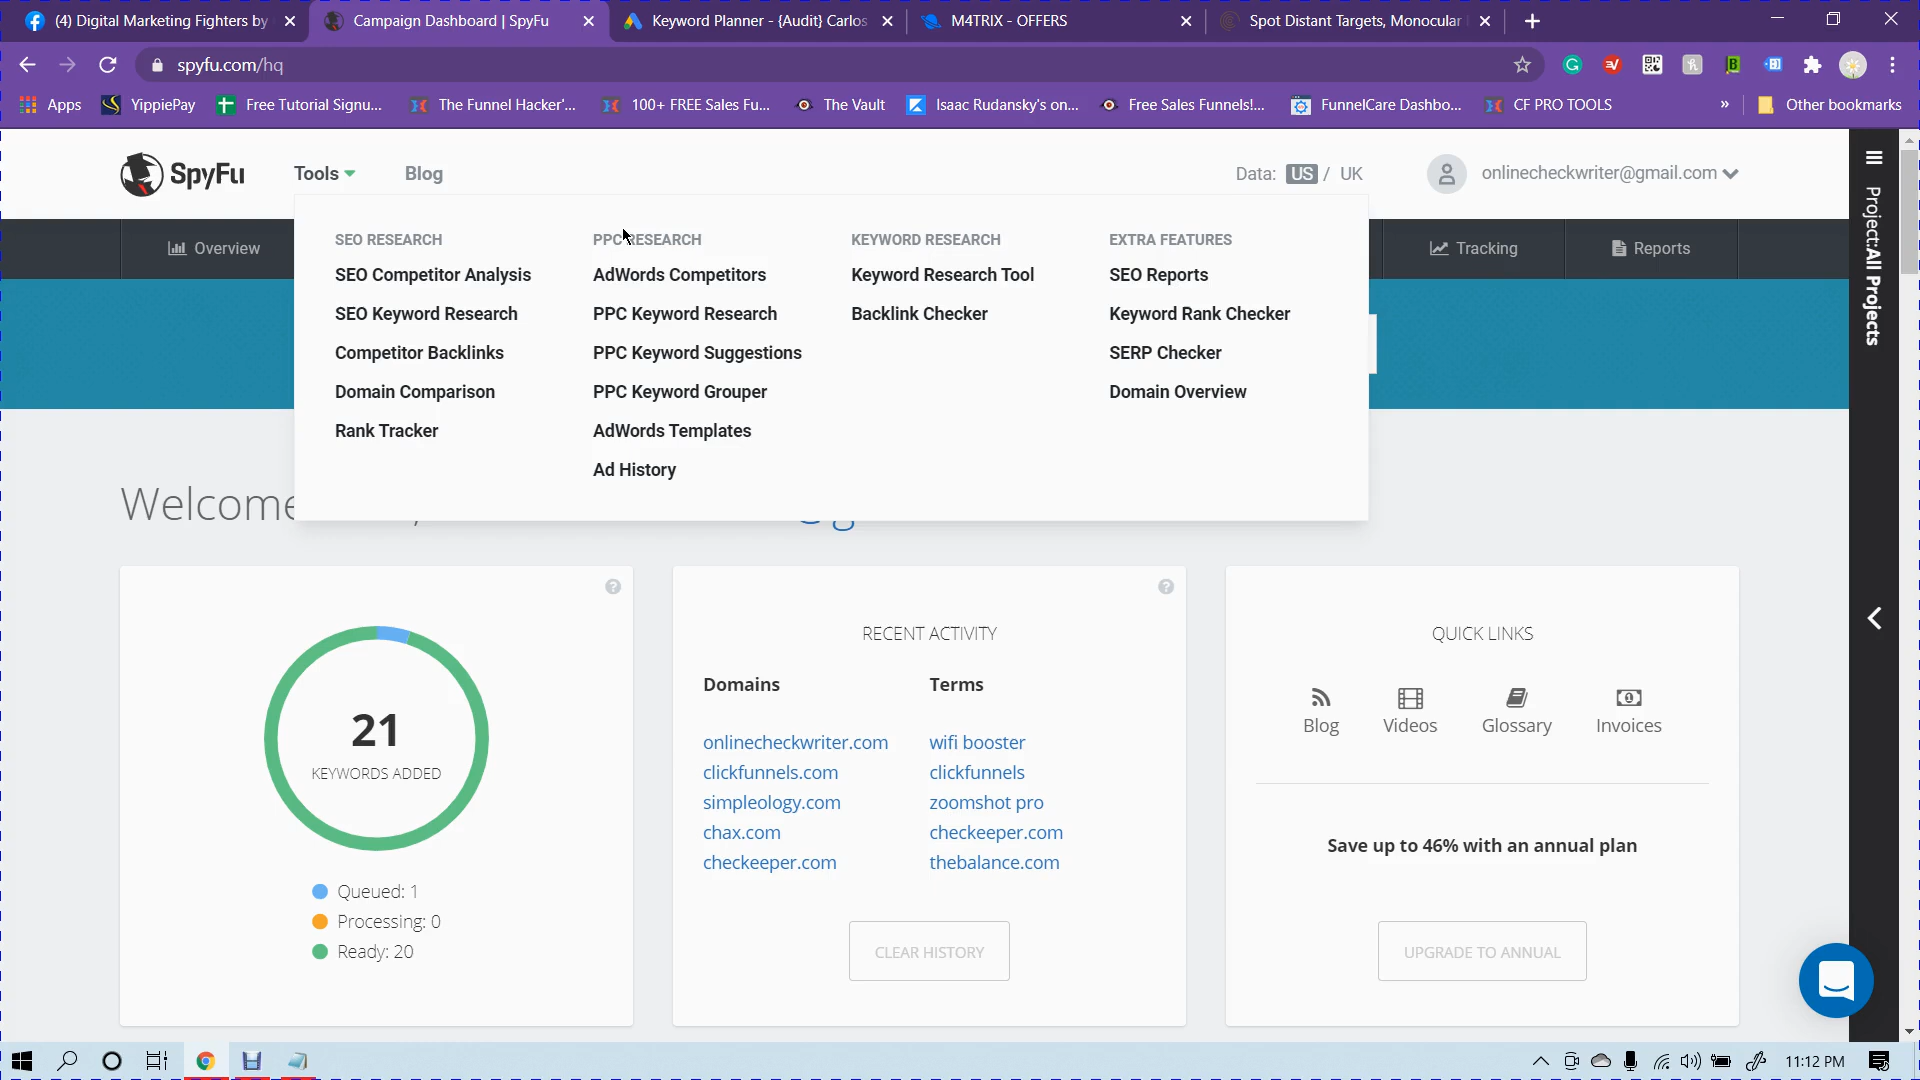 (4) Digital Marketing Fighters by
Campaign Dashboard | SpyFu
Keyword Planner - {Audit} Carlos
M4TRIX - OFFERS
Spot Distant Targets, Monocular
spyfu.com/hq
Apps
YippiePay
Free Tutorial Signu...
The Funnel Hacker'...
100+ FREE Sales Fu...
The Vault
Isaac Rudansky's on...
Free Sales Funnels!...
FunnelCare Dashbo...
CF PRO TOOLS
»
Other bookmarks
SpyFu
Tools
Blog
Data: US / UK
onlinecheckwriter@gmail.com
Overview
Tracking
Reports
SEO RESEARCH
SEO Competitor Analysis
SEO Keyword Research
Competitor Backlinks
Domain Comparison
Rank Tracker
PPC RESEARCH
AdWords Competitors
PPC Keyword Research
PPC Keyword Suggestions
PPC Keyword Grouper
AdWords Templates
Ad History
KEYWORD RESEARCH
Keyword Research Tool
Backlink Checker
EXTRA FEATURES
SEO Reports
Keyword Rank Checker
SERP Checker
Domain Overview
Project:All Projects
Welcome
21
KEYWORDS ADDED
Queued: 1
Processing: 0
Ready: 20
RECENT ACTIVITY
Domains
onlinecheckwriter.com
clickfunnels.com
simpleology.com
chax.com
checkeeper.com
Terms
wifi booster
clickfunnels
zoomshot pro
checkeeper.com
thebalance.com
CLEAR HISTORY
QUICK LINKS
Blog
Videos
Glossary
Invoices
Save up to 46% with an annual plan
UPGRADE TO ANNUAL
11:12 PM